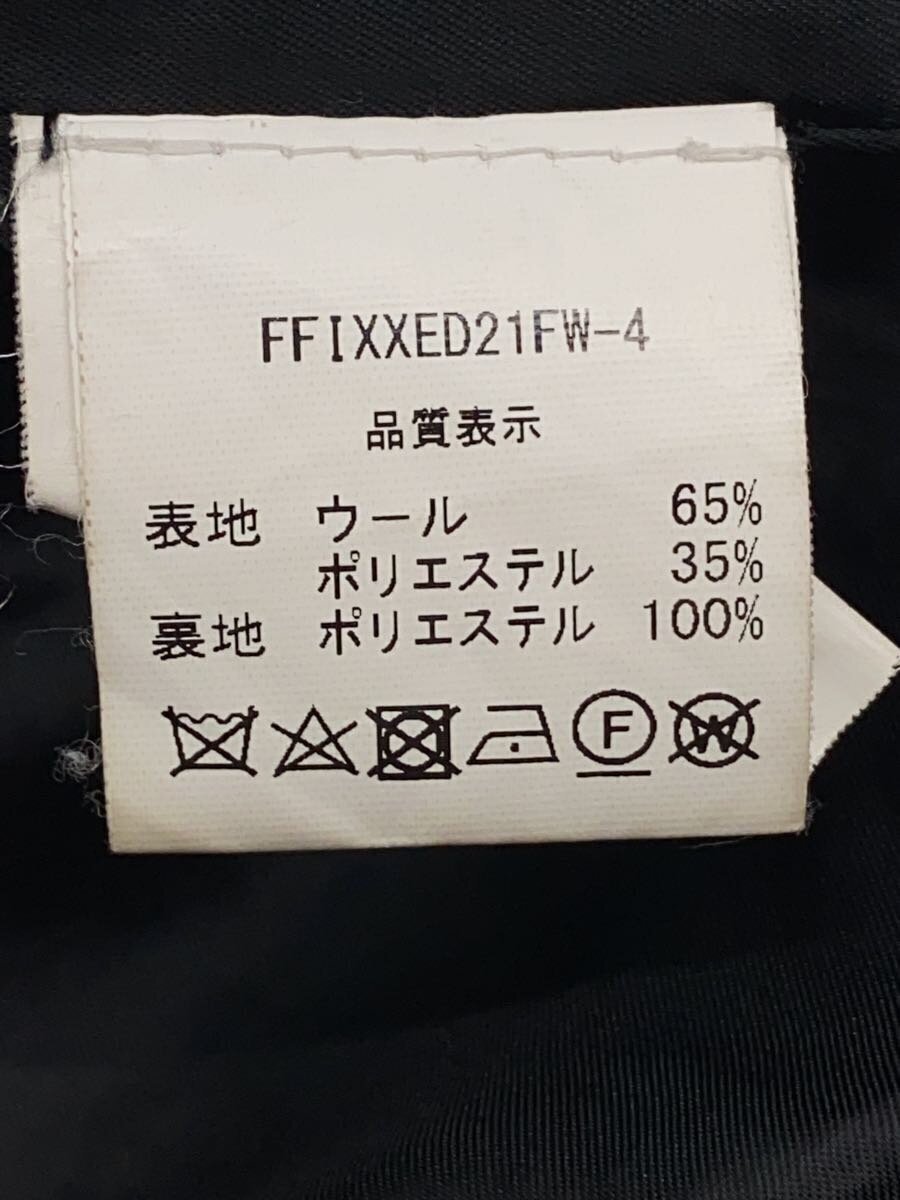 FFIXXED21FW-4
品質表示
表地 ウール 65%
ポリエステル 35%
裏地 ポリエステル 100%
F W